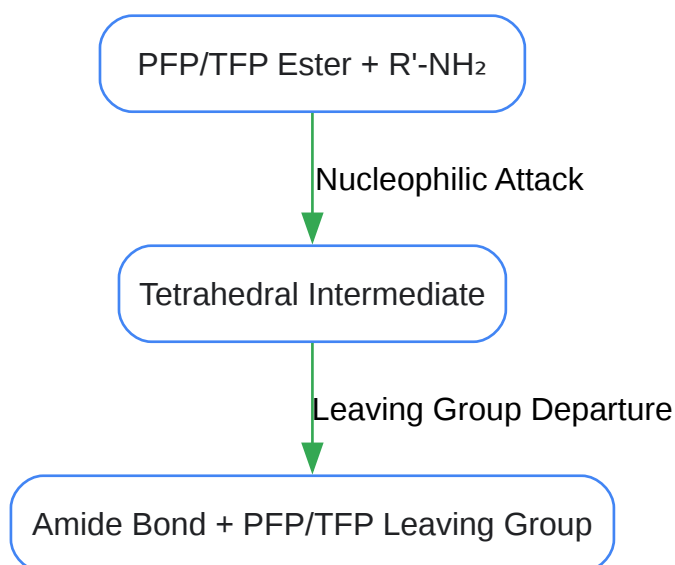 PFP/TFP Ester + R'-NH₂
Nucleophilic Attack
Tetrahedral Intermediate
Leaving Group Departure
Amide Bond + PFP/TFP Leaving Group